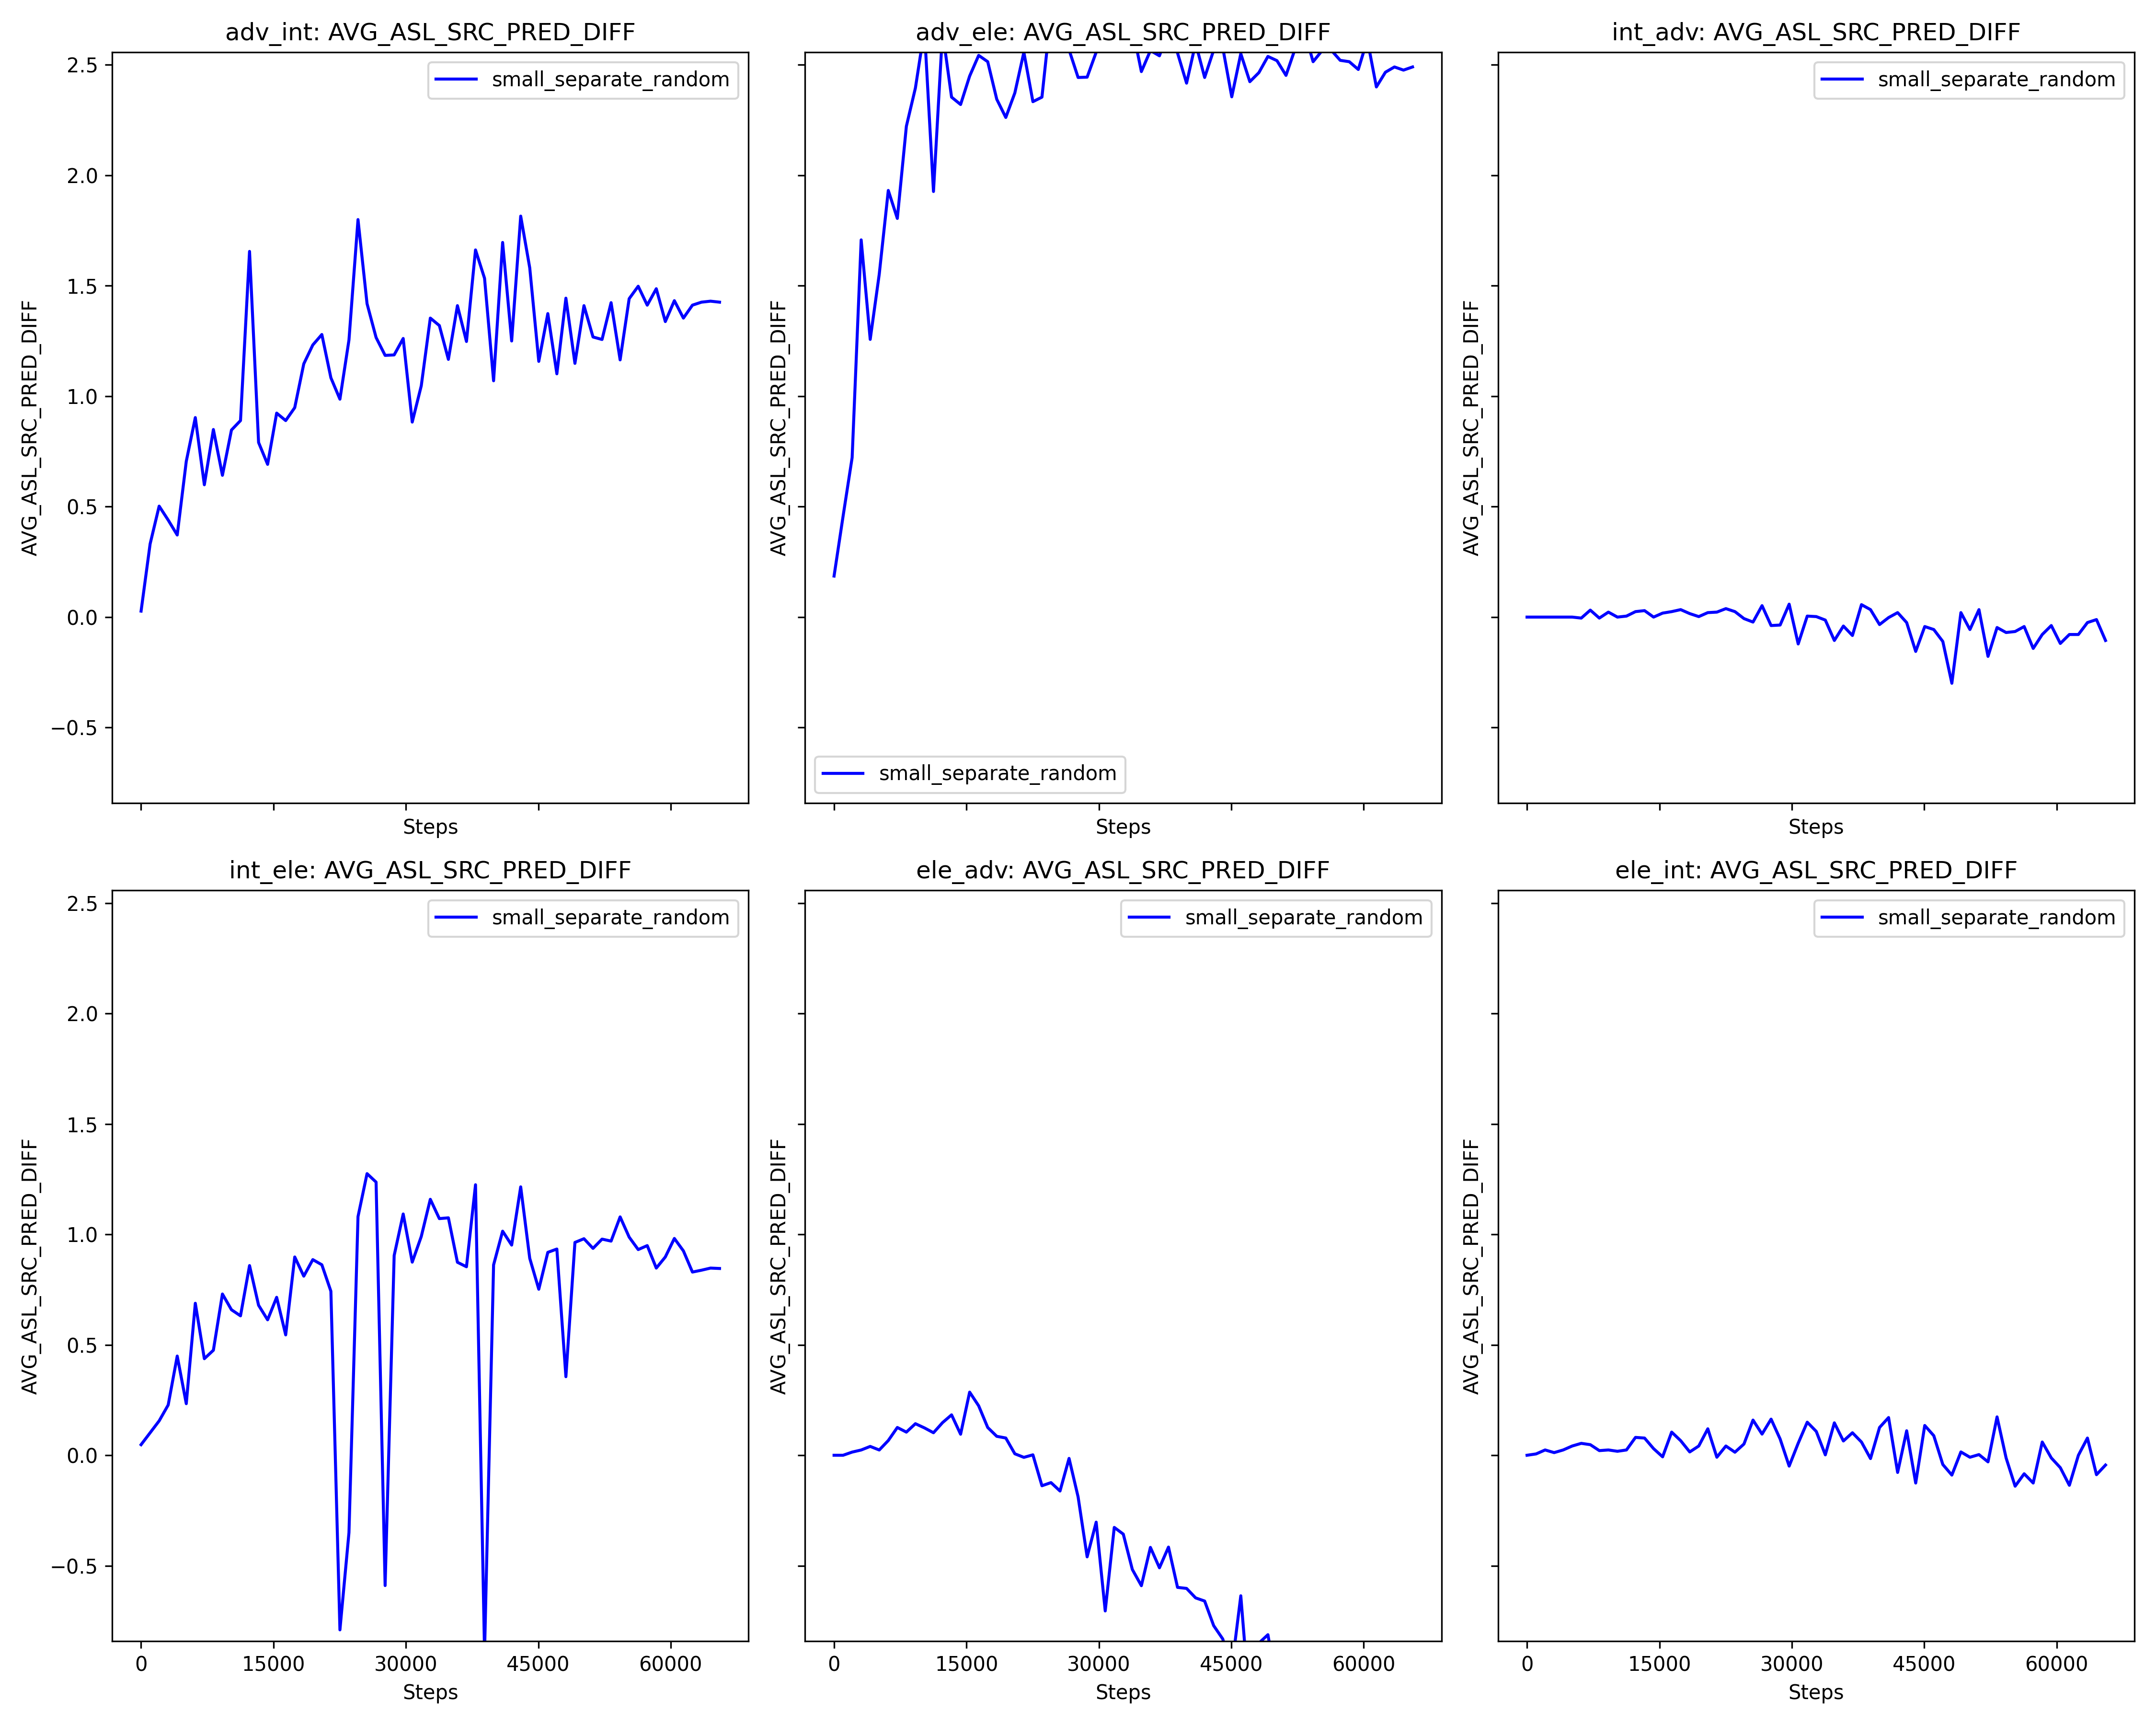 adv_int: AVG_ASL_SRC_PRED_DIFF
AVG_ASL_SRC_PRED_DIFF
2.5
2.0
1.5
1.0
0.5
0.0
−0.5
small_separate_random
Steps
adv_ele: AVG_ASL_SRC_PRED_DIFF
AVG_ASL_SRC_PRED_DIFF
small_separate_random
Steps
int_adv: AVG_ASL_SRC_PRED_DIFF
AVG_ASL_SRC_PRED_DIFF
small_separate_random
Steps
int_ele: AVG_ASL_SRC_PRED_DIFF
AVG_ASL_SRC_PRED_DIFF
2.5
2.0
1.5
1.0
0.5
0.0
−0.5
small_separate_random
0 15000 30000 45000 60000
Steps
ele_adv: AVG_ASL_SRC_PRED_DIFF
AVG_ASL_SRC_PRED_DIFF
small_separate_random
0 15000 30000 45000 60000
Steps
ele_int: AVG_ASL_SRC_PRED_DIFF
AVG_ASL_SRC_PRED_DIFF
small_separate_random
0 15000 30000 45000 60000
Steps